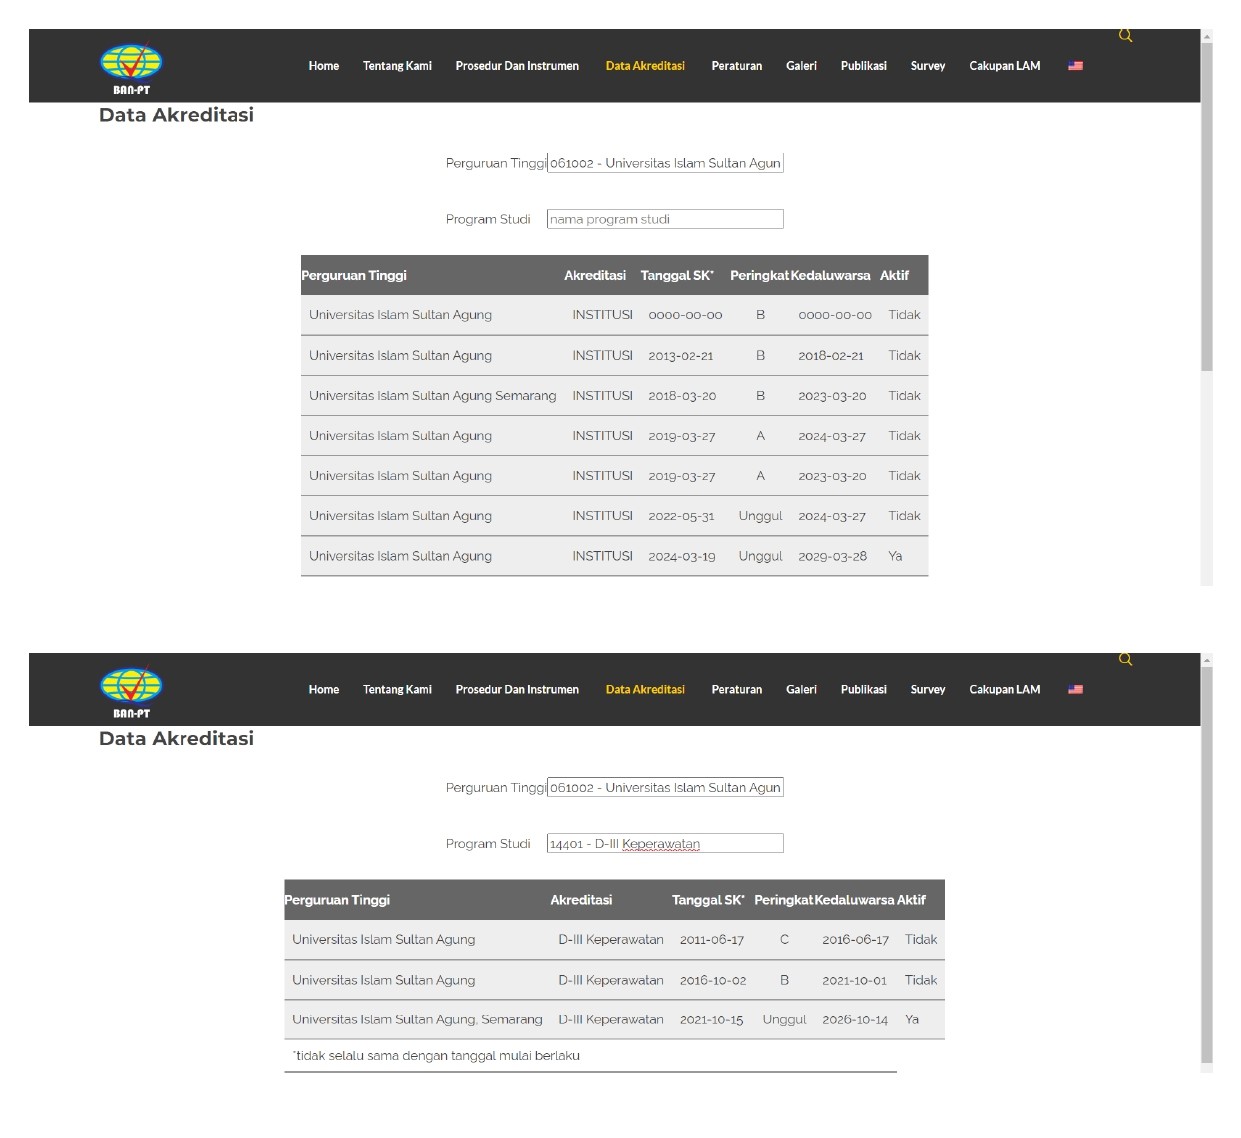 Home Tentang Kami Prosedur Dan Instrumen Data Akreditasi Peraturan Galeri Publikasi Survey Cakupan LAM
BAN-PT
Data Akreditasi
Perguruan Tinggi 061002 - Universitas Islam Sultan Agun
Program Studi nama program studi
Perguruan Tinggi Akreditasi Tanggal SK* Peringkat Kedaluwarsa Aktif
Universitas Islam Sultan Agung INSTITUSI 0000-00-00 B 0000-00-00 Tidak
Universitas Islam Sultan Agung INSTITUSI 2013-02-21 B 2018-02-21 Tidak
Universitas Islam Sultan Agung Semarang INSTITUSI 2018-03-20 B 2023-03-20 Tidak
Universitas Islam Sultan Agung INSTITUSI 2019-03-27 A 2024-03-27 Tidak
Universitas Islam Sultan Agung INSTITUSI 2019-03-27 A 2023-03-20 Tidak
Universitas Islam Sultan Agung INSTITUSI 2022-05-31 Unggul 2024-03-27 Tidak
Universitas Islam Sultan Agung INSTITUSI 2024-03-19 Unggul 2029-03-28 Ya
Home Tentang Kami Prosedur Dan Instrumen Data Akreditasi Peraturan Galeri Publikasi Survey Cakupan LAM
BAN-PT
Data Akreditasi
Perguruan Tinggi 061002 - Universitas Islam Sultan Agun
Program Studi 14401 - D-III Keperawatan
Perguruan Tinggi Akreditasi Tanggal SK* Peringkat Kedaluwarsa Aktif
Universitas Islam Sultan Agung D-III Keperawatan 2011-06-17 C 2016-06-17 Tidak
Universitas Islam Sultan Agung D-III Keperawatan 2016-10-02 B 2021-10-01 Tidak
Universitas Islam Sultan Agung, Semarang D-III Keperawatan 2021-10-15 Unggul 2026-10-14 Ya
*tidak selalu sama dengan tanggal mulai berlaku